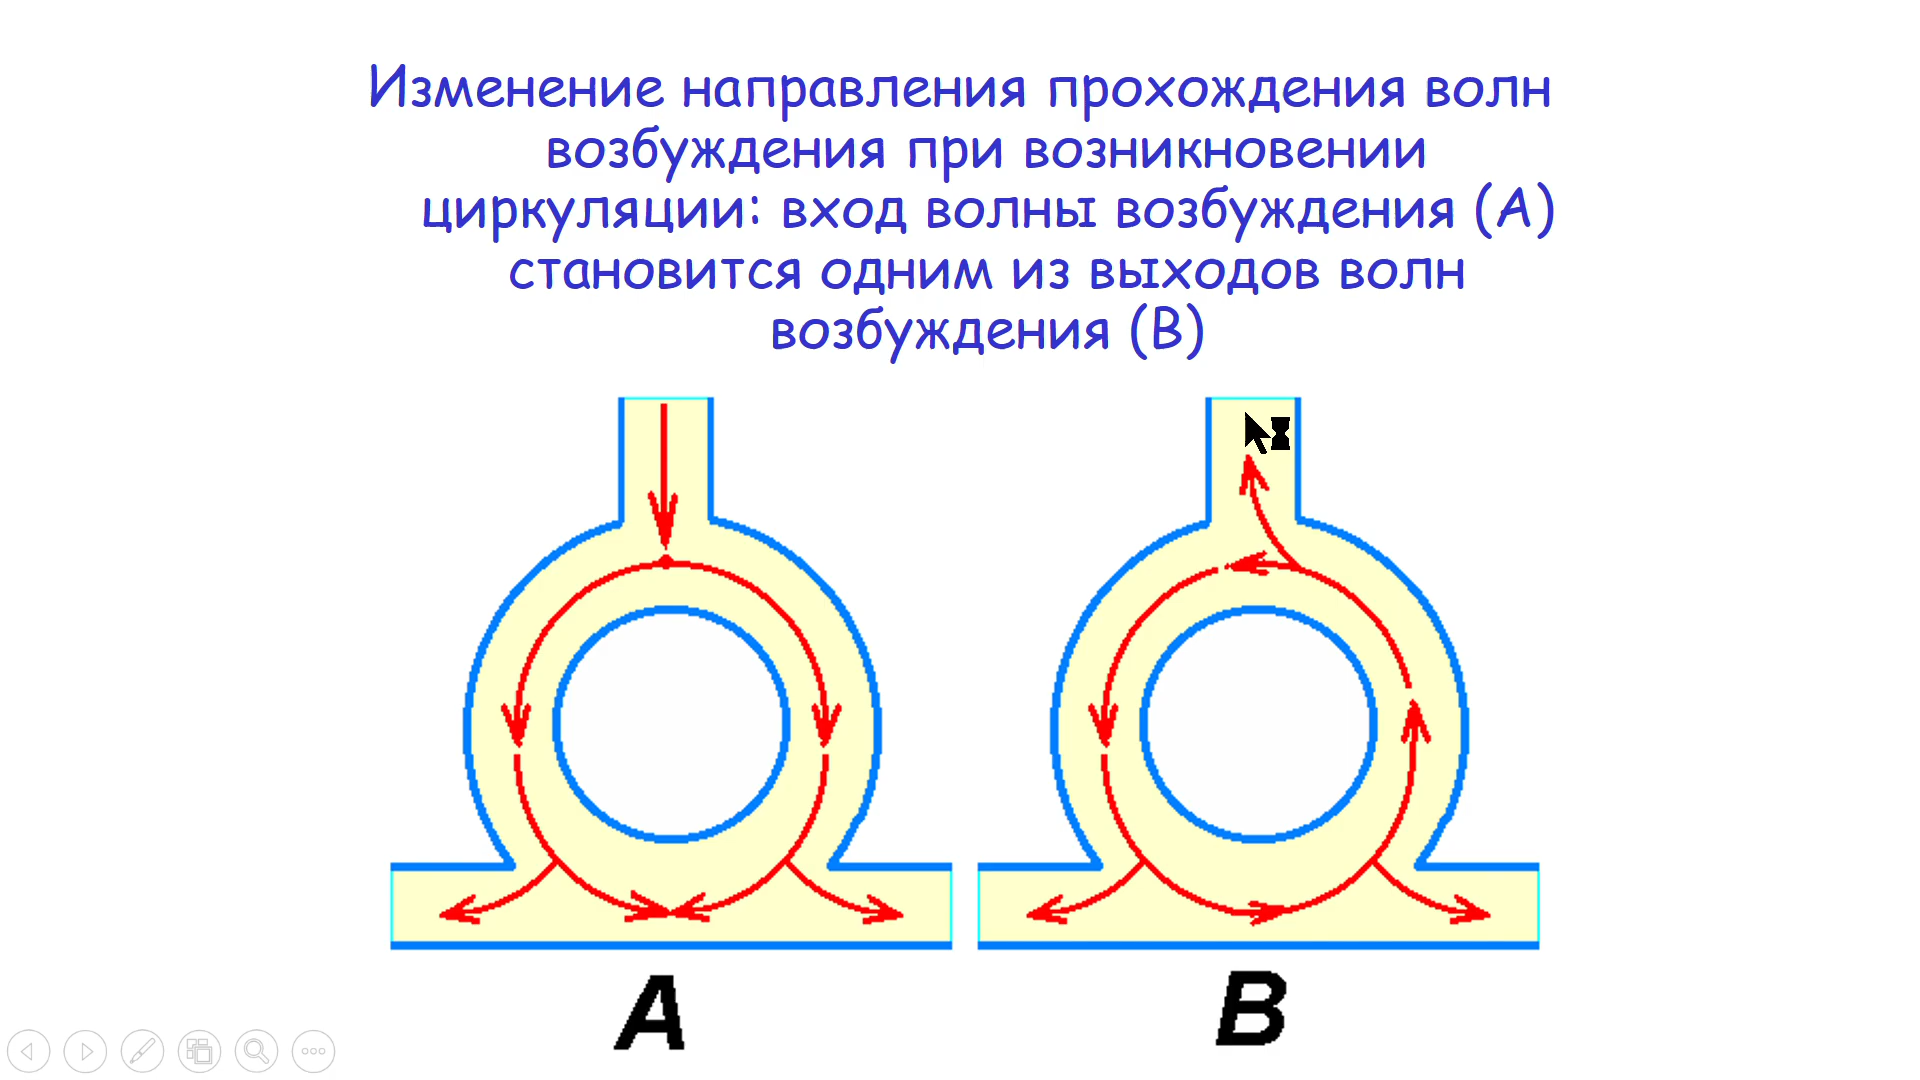 Изменение направления прохождения волн
возбуждения при возникновении
циркуляции: вход волны возбуждения (А)
становится одним из выходов волн
возбуждения (В)
A
B